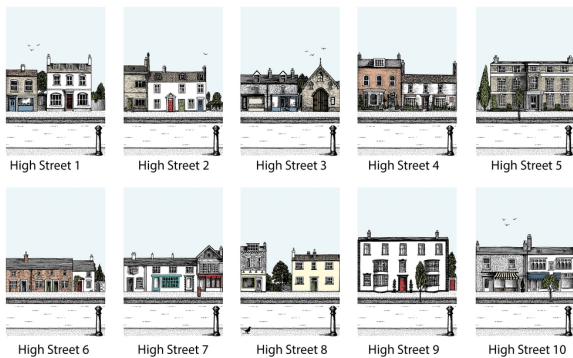 High Street 1
High Street 2
High Street 3
High Street 4
High Street 5
High Street 6
High Street 7
High Street 8
High Street 9
High Street 10